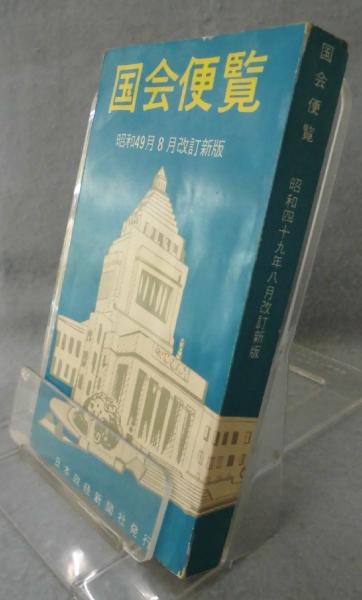 国会便覧
昭和49月8月改訂新版
日本政経新聞社発行
国会便覧
昭和四十九年八月改訂新版